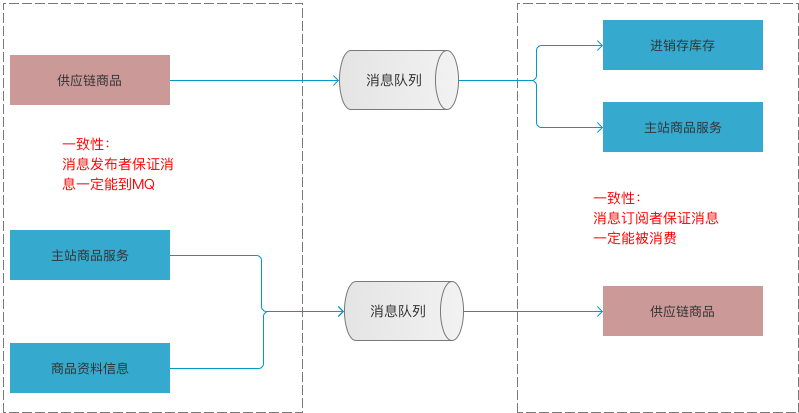 供应链商品
消息队列
进销存库存
主站商品服务
一致性：
消息发布者保证消
息一定能到MQ
一致性：
消息订阅者保证消息
一定能被消费
主站商品服务
消息队列
供应链商品
商品资料信息